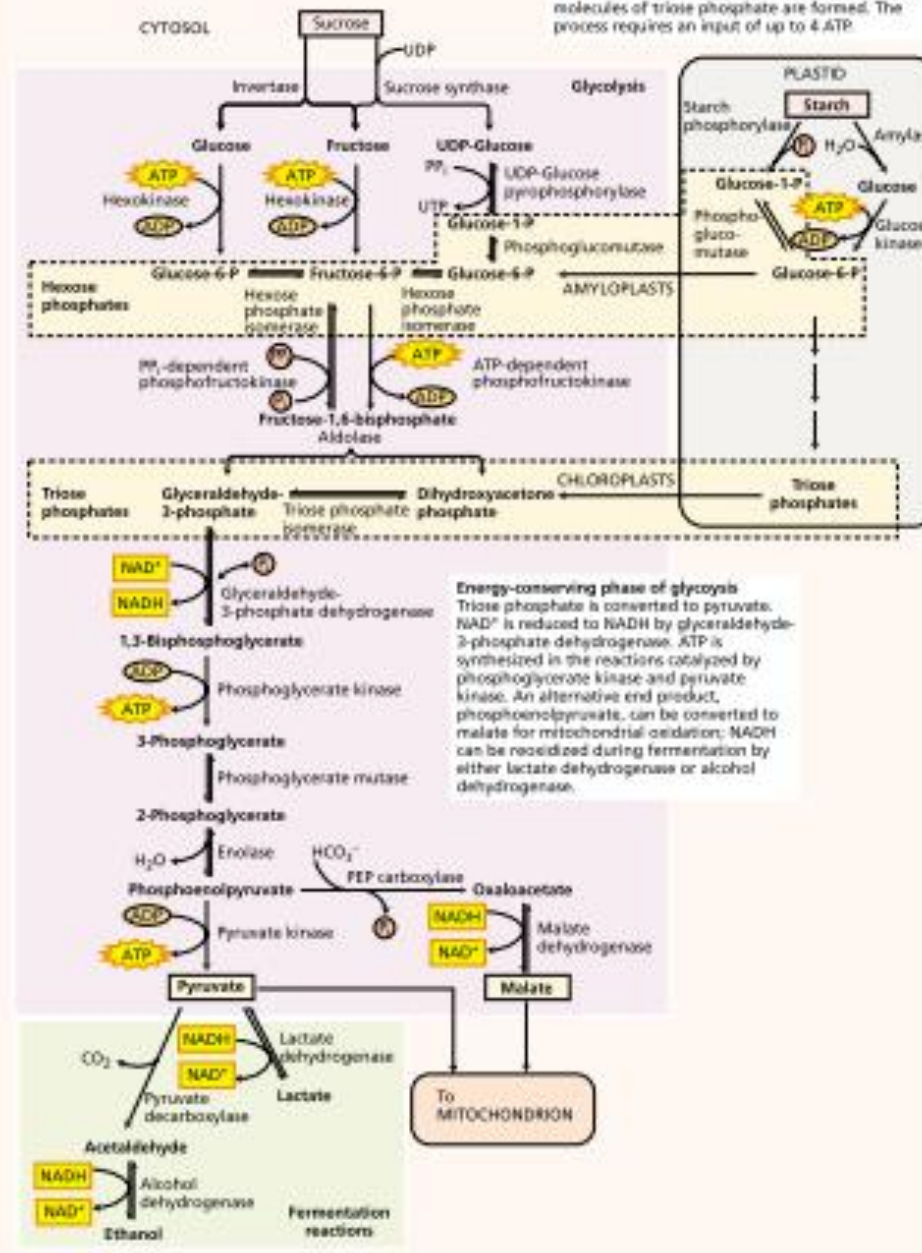 molecules of triose phosphate are formed. The
process requires an input of up to 4 ATP.
CYTOSOL
Sucrose
UDP
Invertase
Sucrose synthase
Glycolysis
PLASTID
Starch
Starch
phosphorylase
Pi
H2O
Amyla
Glucose
Fructose
UDP-Glucose
ATP
Hexokinase
ADP
ATP
Hexokinase
ADP
PPi
UTP
UDP-Glucose
pyrophosphorylase
Glucose-1-P
Phosphoglucomutase
Glucose-1-P
Glucose
Phospho-
gluco-
mutase
ATP
ADP
Glucos
kinase
Hexose
phosphates
Glucose-6-P
Fructose-6-P
Glucose-6-P
Glucose-6-P
AMYLOPLASTS
Hexose
phosphate
isomerase
Hexose
phosphate
isomerase
PPi-dependent
phosphofructokinase
PPi
Pi
ATP
ADP
ATP-dependent
phosphofructokinase
Fructose-1,6-bisphosphate
Aldolase
Triose
phosphates
Glyceraldehyde-
3-phosphate
Triose phosphate
isomerase
Dihydroxyacetone
phosphate
CHLOROPLASTS
Triose
phosphates
NAD+
NADH
Pi
Glyceraldehyde-
3-phosphate dehydrogenase
1,3-Bisphosphoglycerate
ADP
ATP
Phosphoglycerate kinase
3-Phosphoglycerate
Phosphoglycerate mutase
2-Phosphoglycerate
H2O
Enolase
Energy-conserving phase of glycoysis
Triose phosphate is converted to pyruvate.
NAD+ is reduced to NADH by glyceraldehyde-
3-phosphate dehydrogenase. ATP is
synthesized in the reactions catalyzed by
phosphoglycerate kinase and pyruvate
kinase. An alternative end product,
phosphoenolpyruvate, can be converted to
malate for mitochondrial oxidation; NADH
can be reoxidized during fermentation by
either lactate dehydrogenase or alcohol
dehydrogenase.
HCO3−
PEP carboxylase
Phosphoenolpyruvate
Oxaloacetate
Pi
ADP
ATP
Pyruvate kinase
NADH
NAD+
Malate
dehydrogenase
Pyruvate
Malate
CO2
NADH
NAD+
Lactate
dehydrogenase
Lactate
Pyruvate
decarboxylase
To
MITOCHONDRION
Acetaldehyde
NADH
NAD+
Alcohol
dehydrogenase
Ethanol
Fermentation
reactions